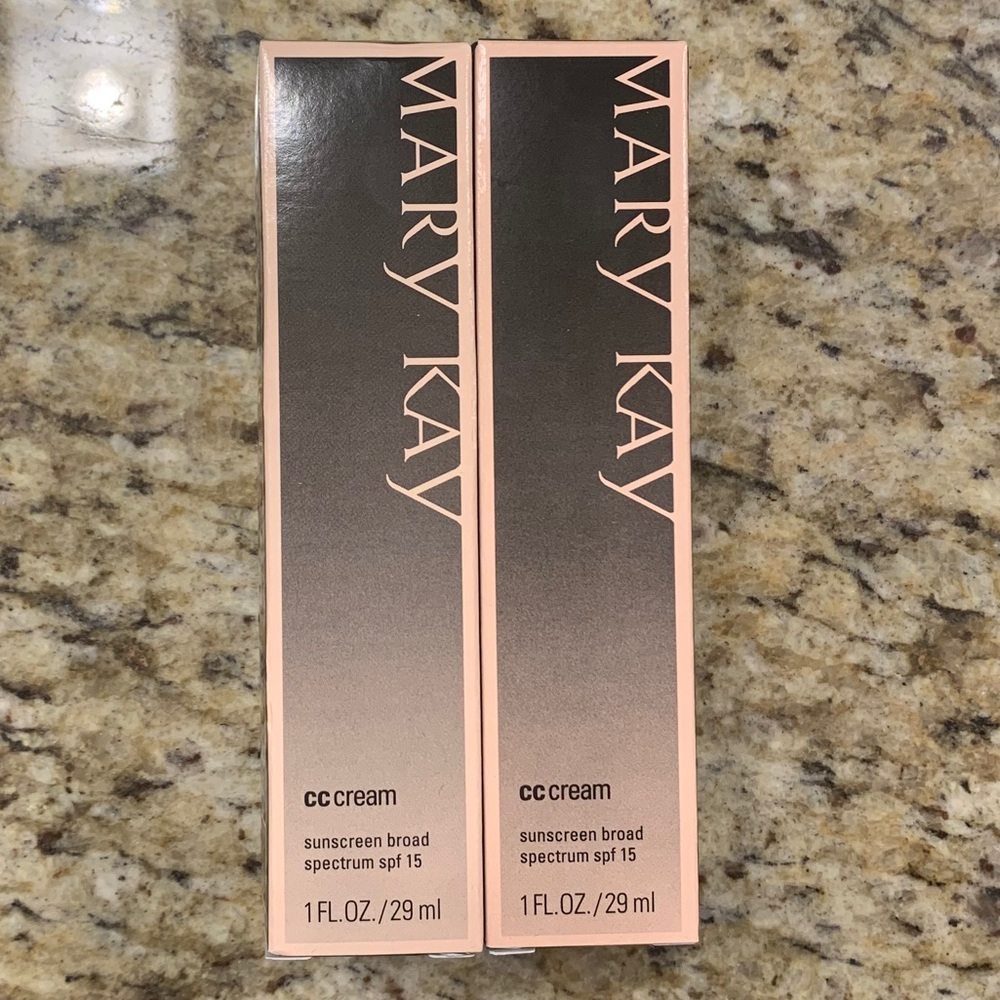 MARY KAY
cc cream
sunscreen broad
spectrum spf 15
1 FL.OZ./29 ml
MARY KAY
cc cream
sunscreen broad
spectrum spf 15
1 FL.OZ./29 ml